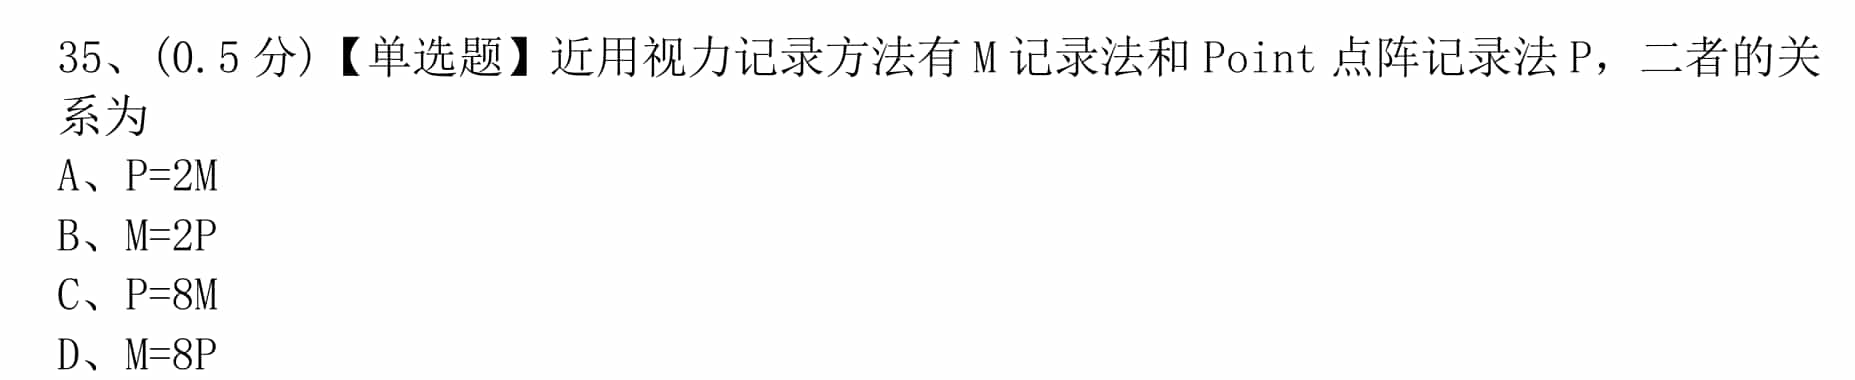 35、(0.5 分)【单选题】近用视力记录方法有 M 记录法和 Point 点阵记录法 P，二者的关
系为
A、P=2M
B、M=2P
C、P=8M
D、M=8P